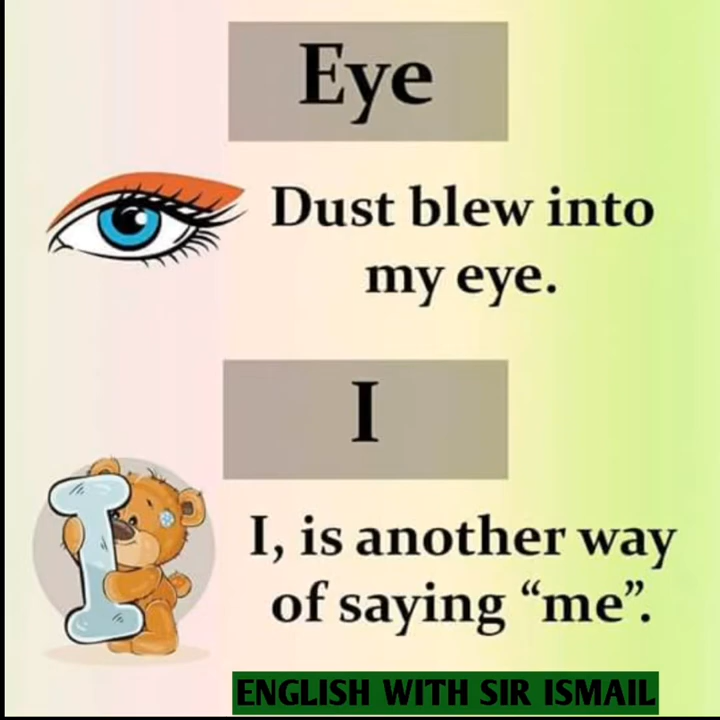 Eye
Dust blew into
my eye.
I
I, is another way
of saying “me”.
ENGLISH WITH SIR ISMAIL